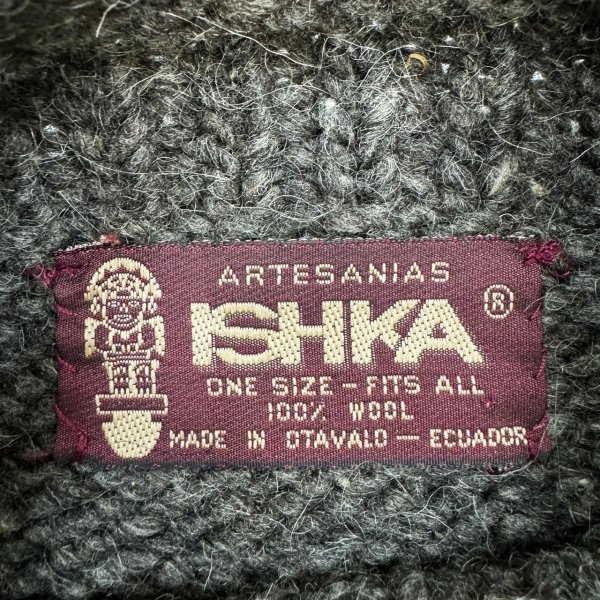 ARTESANIAS
ISHKA ®
ONE SIZE - FITS ALL
100% WOOL
MADE IN OTAVALO — ECUADOR